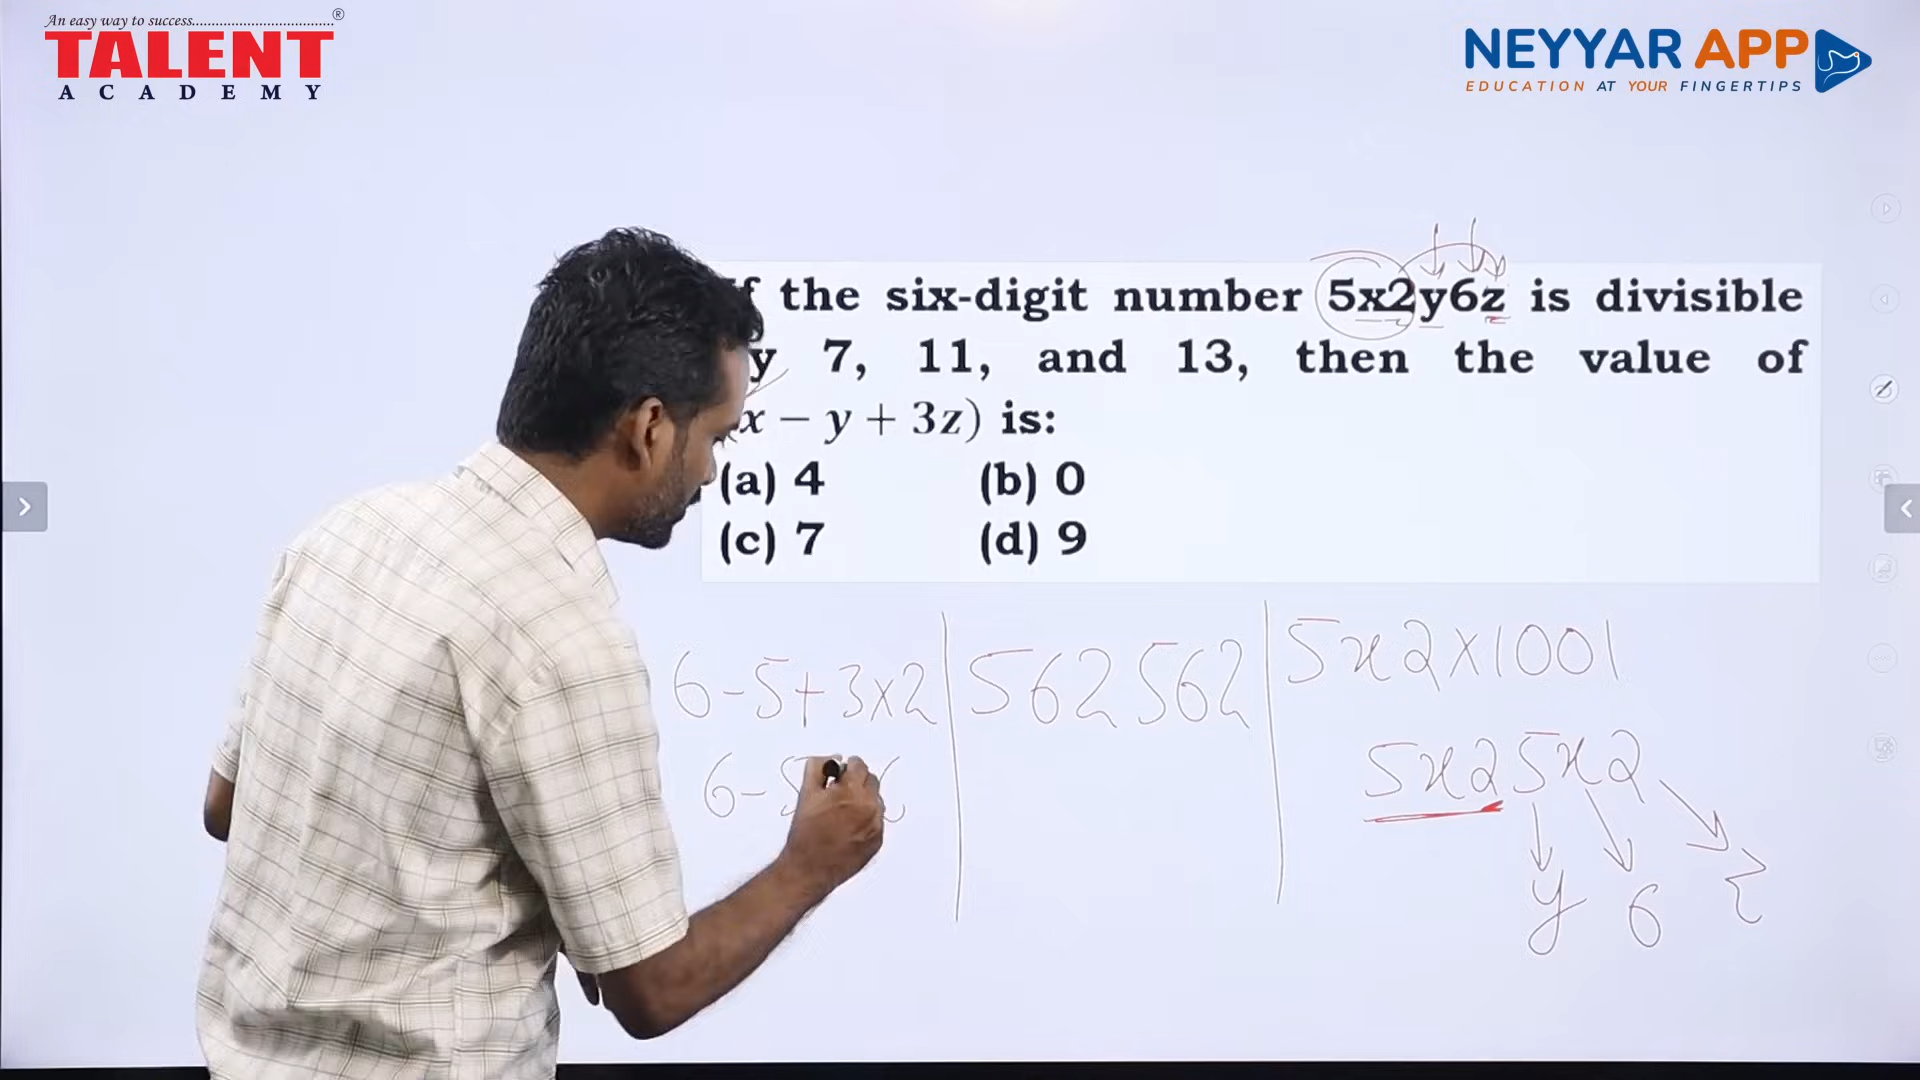 An easy way to success.................................... ®
TALENT
ACADEMY
NEYYAR APP
EDUCATION AT YOUR FINGERTIPS
the six-digit number 5x2y6z is divisible
y 7, 11, and 13, then the value of
x − y + 3z) is:
(a) 4 (b) 0
(c) 7 (d) 9
6-5+3x2 562562 5x2x1001
6-5 6 5x25x2
y 6 z